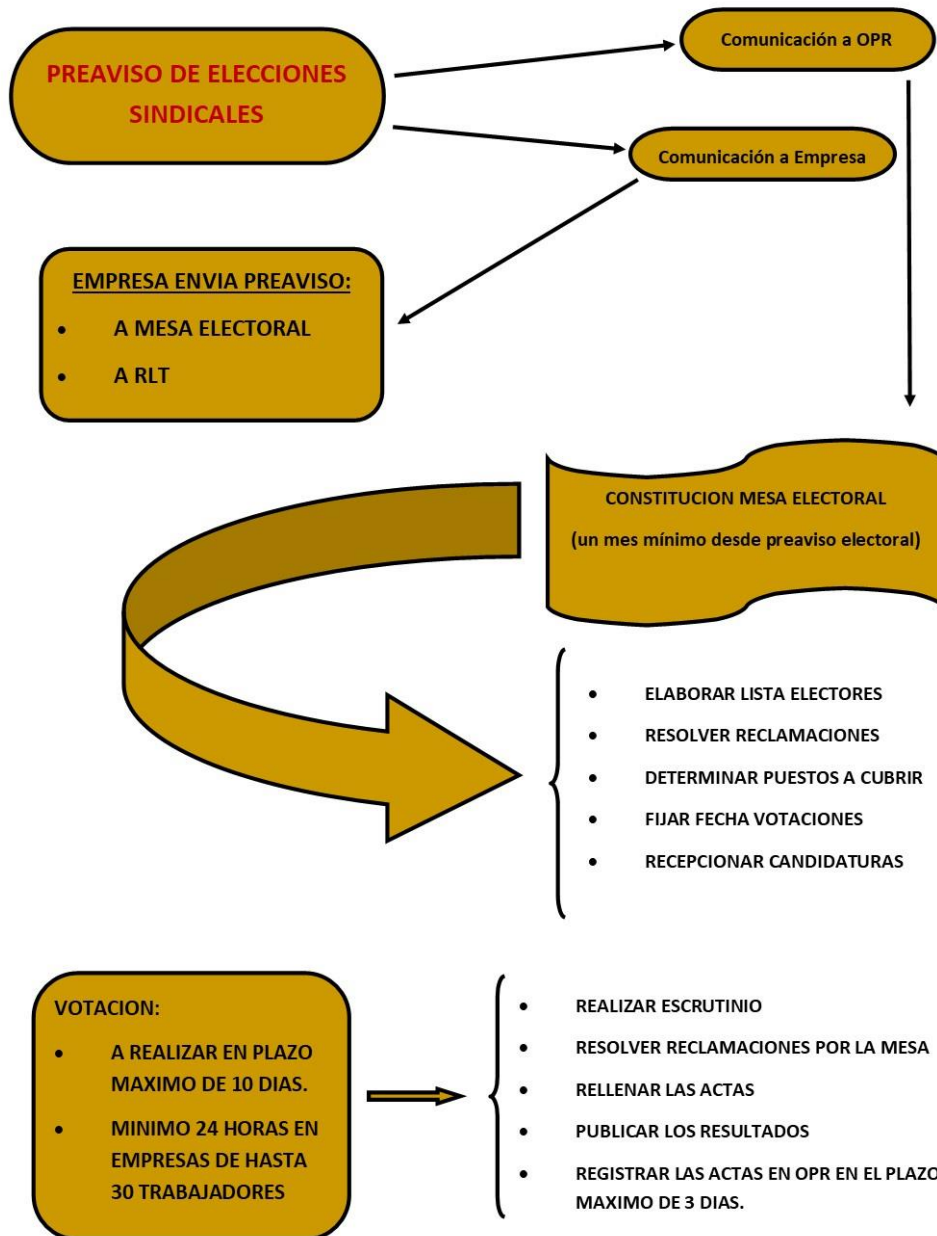 PREAVISO DE ELECCIONES
SINDICALES
Comunicación a OPR
Comunicación a Empresa
EMPRESA ENVIA PREAVISO:
• A MESA ELECTORAL
• A RLT
CONSTITUCION MESA ELECTORAL
(un mes mínimo desde preaviso electoral)
• ELABORAR LISTA ELECTORES
• RESOLVER RECLAMACIONES
• DETERMINAR PUESTOS A CUBRIR
• FIJAR FECHA VOTACIONES
• RECEPCIONAR CANDIDATURAS
VOTACION:
• A REALIZAR EN PLAZO
MAXIMO DE 10 DIAS.
• MINIMO 24 HORAS EN
EMPRESAS DE HASTA
30 TRABAJADORES
• REALIZAR ESCRUTINIO
• RESOLVER RECLAMACIONES POR LA MESA
• RELLENAR LAS ACTAS
• PUBLICAR LOS RESULTADOS
• REGISTRAR LAS ACTAS EN OPR EN EL PLAZO
MAXIMO DE 3 DIAS.